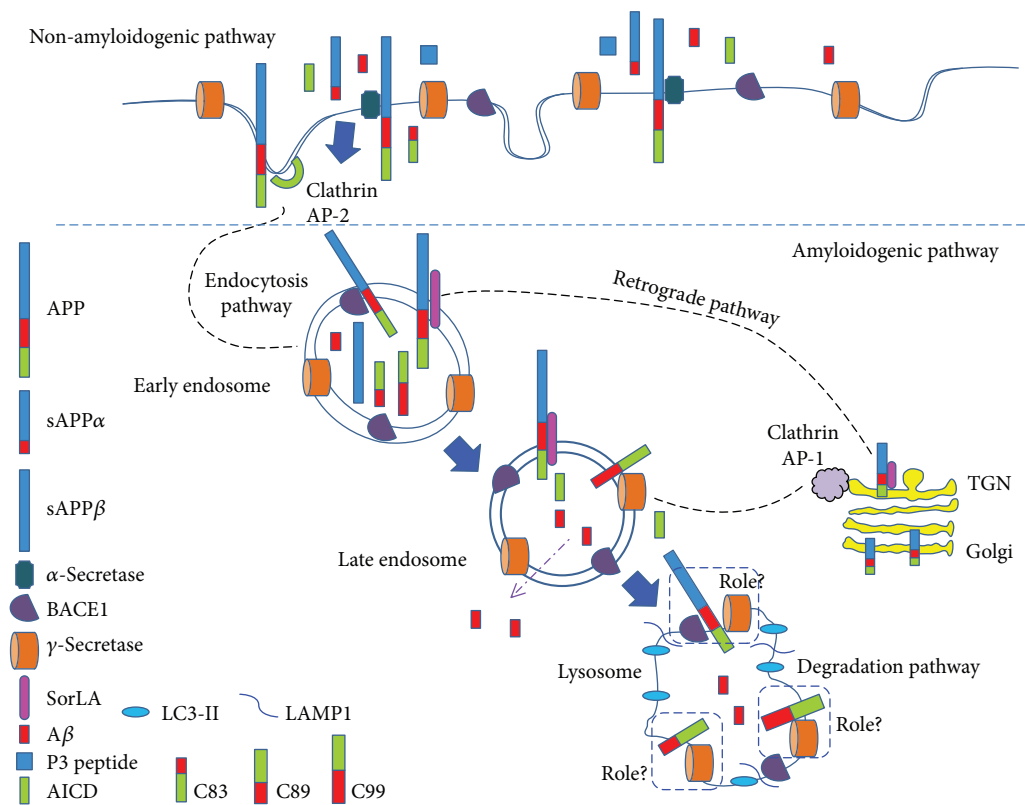 Non-amyloidogenic pathway
Clathrin
AP-2
Amyloidogenic pathway
APP
Endocytosis
pathway
Retrograde pathway
Early endosome
sAPPα
Clathrin
AP-1
TGN
sAPPβ
Golgi
Late endosome
α-Secretase
BACE1
Role?
γ-Secretase
Lysosome
Degradation pathway
SorLA
LC3-II
LAMP1
Aβ
Role?
P3 peptide
Role?
AICD
C83
C89
C99